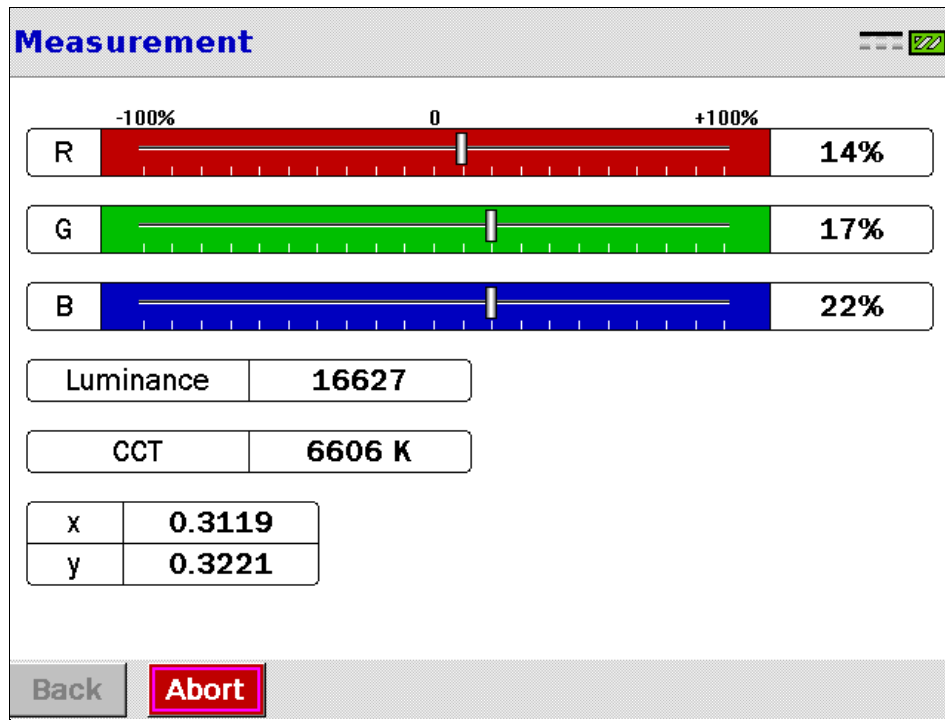 Measurement
-100% 0 +100%
R 14%
G 17%
B 22%
Luminance 16627
CCT 6606 K
x 0.3119
y 0.3221
Back Abort